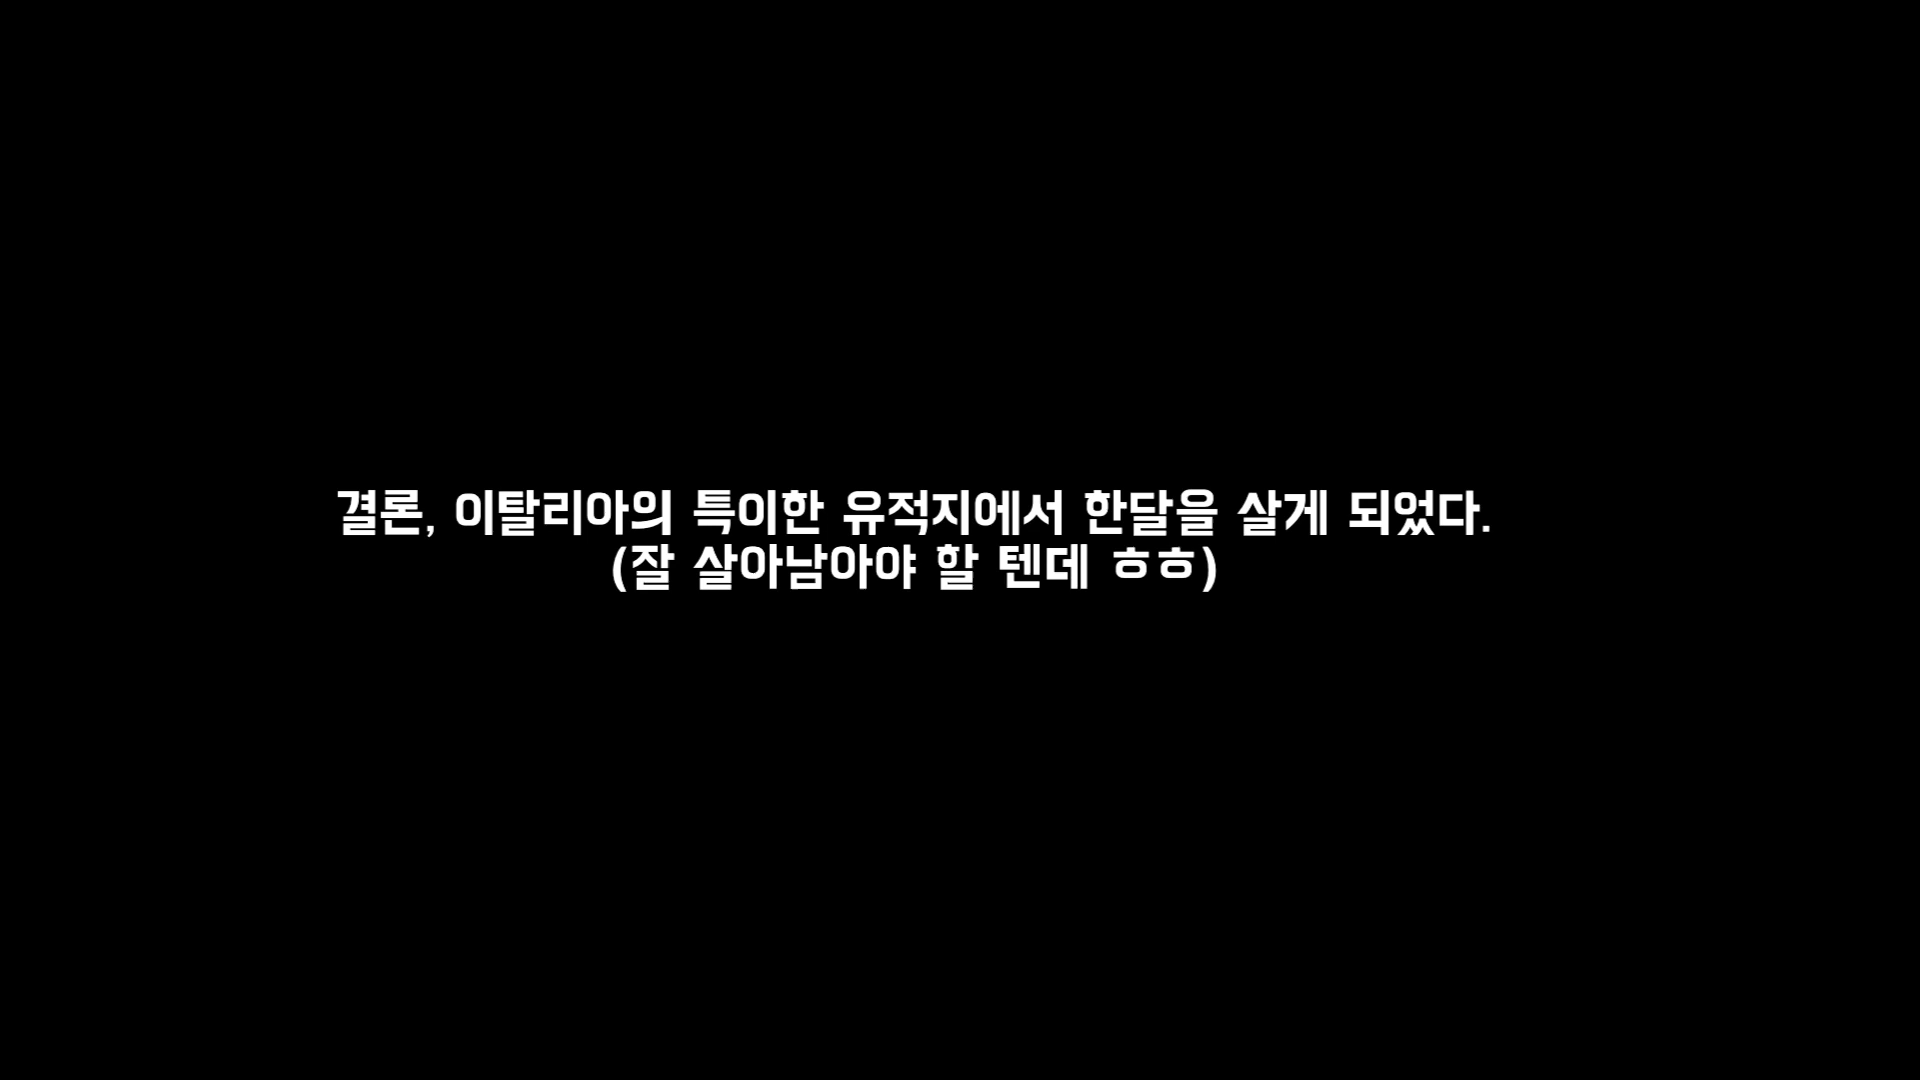 결론, 이탈리아의 특이한 유적지에서 한달을 살게 되었다.
(잘 살아남아야 할 텐데 ㅎㅎ)